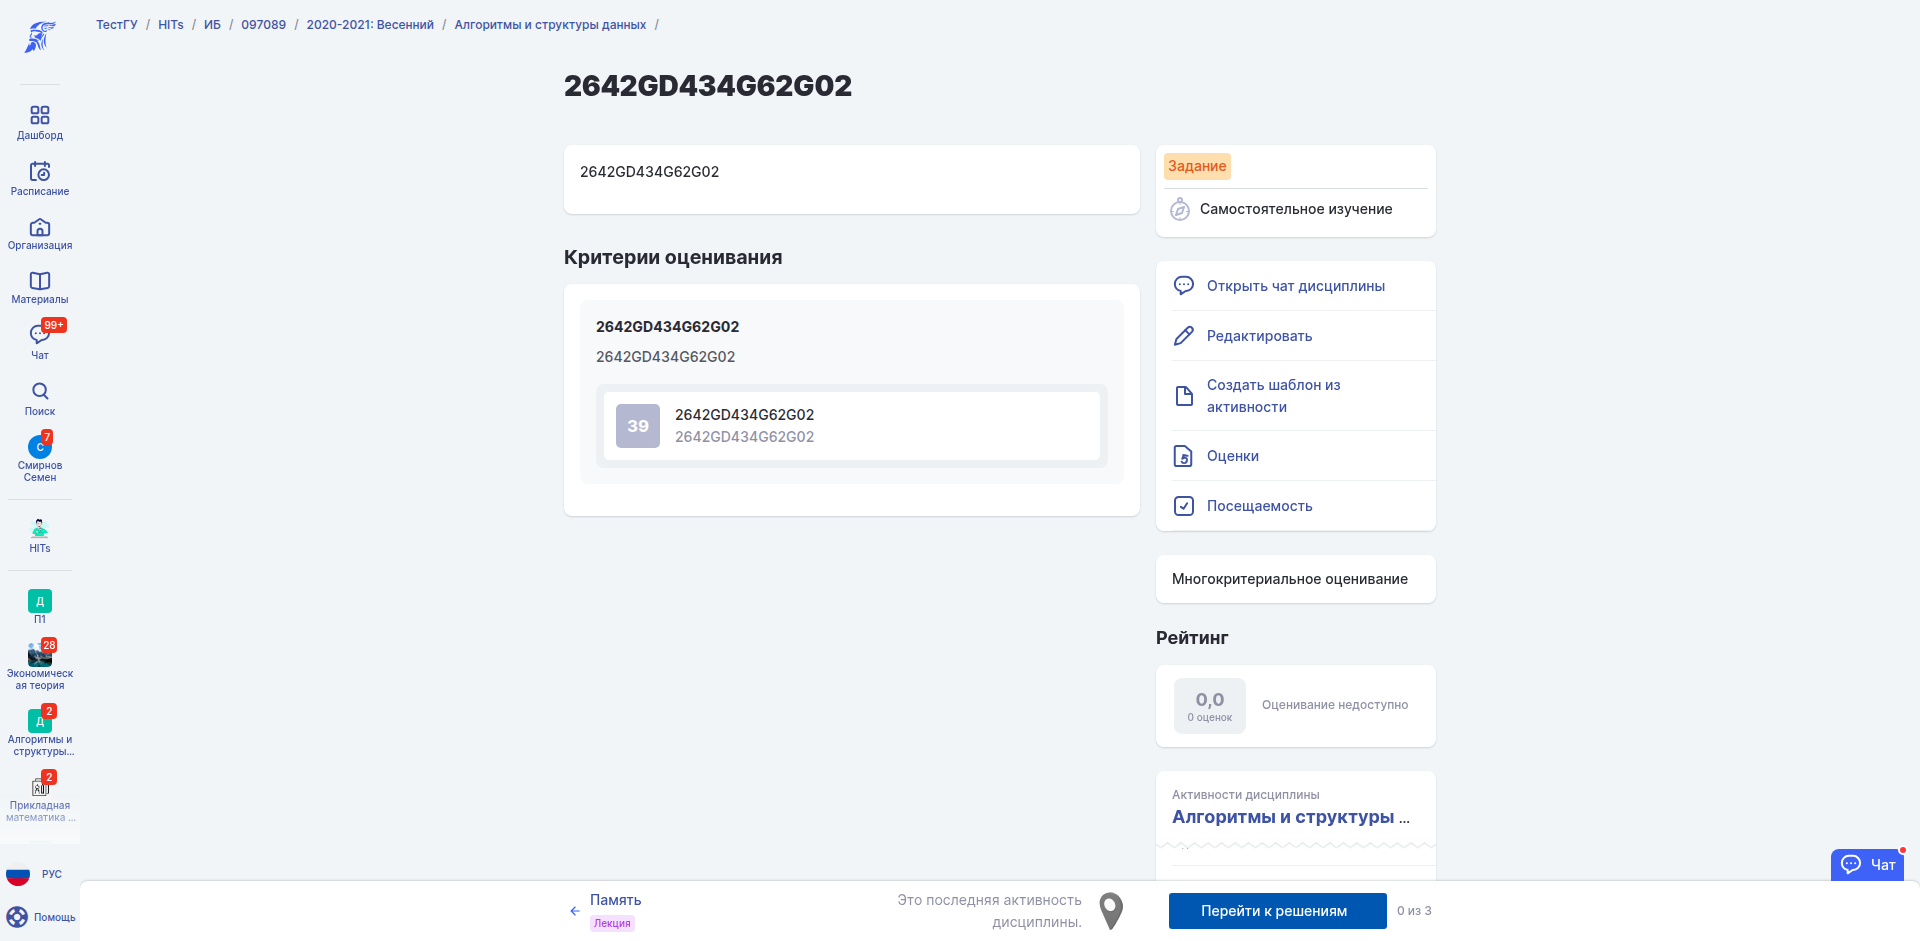 ТестГУ / HITs / ИБ / 097089 / 2020-2021: Весенний / Алгоритмы и структуры данных /
Дашборд
Расписание
Организация
Материалы
99+
Чат
Поиск
7
С
Смирнов
Семен
HITs
Д
П1
28
Экономическ
ая теория
2
Д
Алгоритмы и
структуры...
2
Прикладная
математика ...
РУС
Помощь
2642GD434G62G02
2642GD434G62G02
Критерии оценивания
2642GD434G62G02
2642GD434G62G02
39
2642GD434G62G02
2642GD434G62G02
Задание
Самостоятельное изучение
Открыть чат дисциплины
Редактировать
Создать шаблон из
активности
Оценки
Посещаемость
Многокритериальное оценивание
Рейтинг
0,0
0 оценок
Оценивание недоступно
Активности дисциплины
Алгоритмы и структуры ...
Чат
Память
Лекция
Это последняя активность
дисциплины.
Перейти к решениям
0 из 3